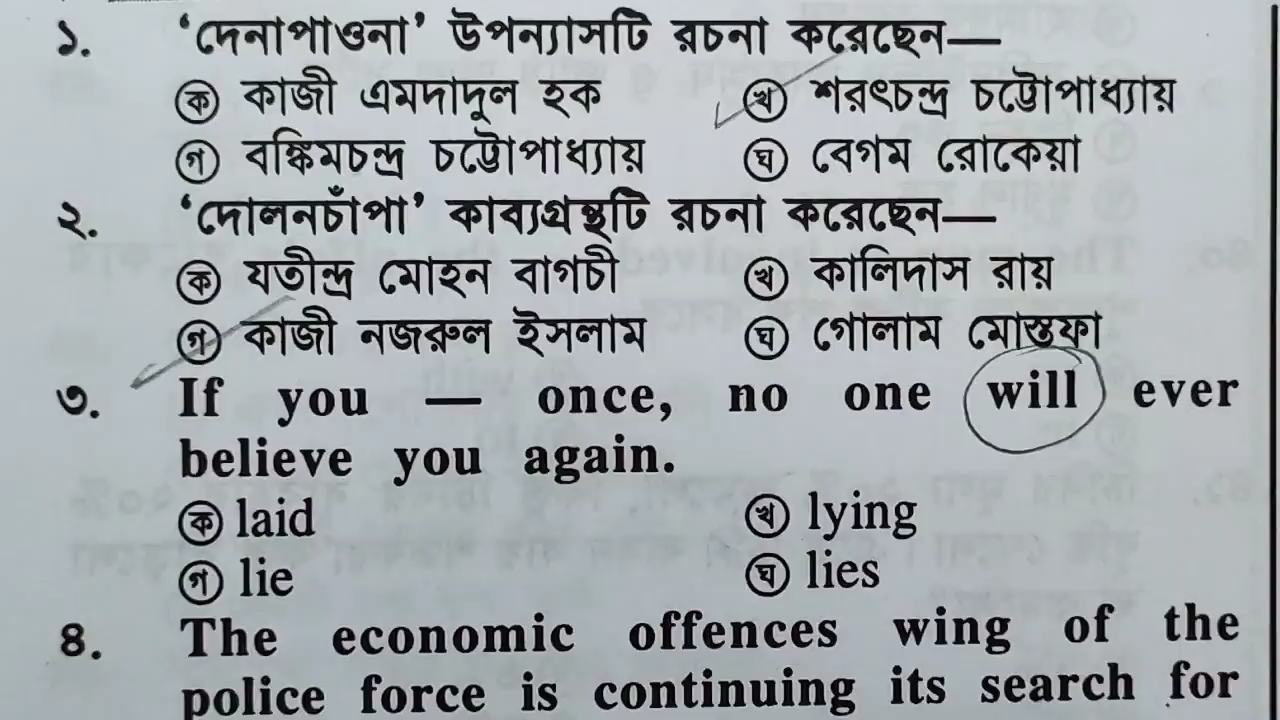 ১. ‘দেনাপাওনা’ উপন্যাসটি রচনা করেছেন—
ক কাজী এমদাদুল হক খ শরৎচন্দ্র চট্টোপাধ্যায়
গ বঙ্কিমচন্দ্র চট্টোপাধ্যায় ঘ বেগম রোকেয়া
২. ‘দোলনচাঁপা’ কাব্যগ্রন্থটি রচনা করেছেন—
ক যতীন্দ্র মোহন বাগচী খ কালিদাস রায়
গ কাজী নজরুল ইসলাম ঘ গোলাম মোস্তফা
৩. If you — once, no one will ever
believe you again.
ক laid খ lying
গ lie ঘ lies
৪. The economic offences wing of the
police force is continuing its search for